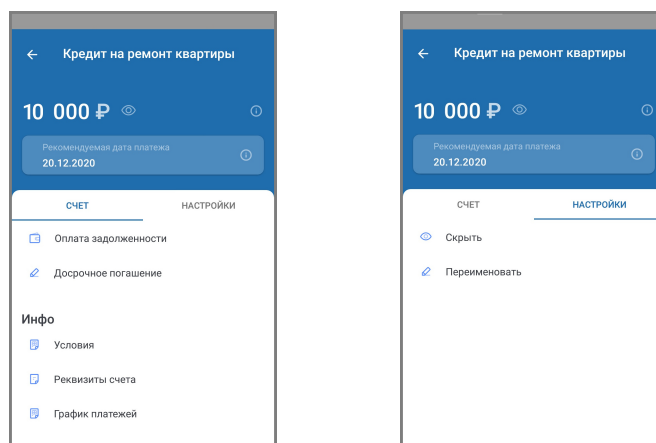 Кредит на ремонт квартиры
10 000 ₽
Рекомендуемая дата платежа
20.12.2020
СЧЕТ НАСТРОЙКИ
Оплата задолженности
Досрочное погашение
Инфо
Условия
Реквизиты счета
График платежей
Кредит на ремонт квартиры
10 000 ₽
Рекомендуемая дата платежа
20.12.2020
СЧЕТ НАСТРОЙКИ
Скрыть
Переименовать